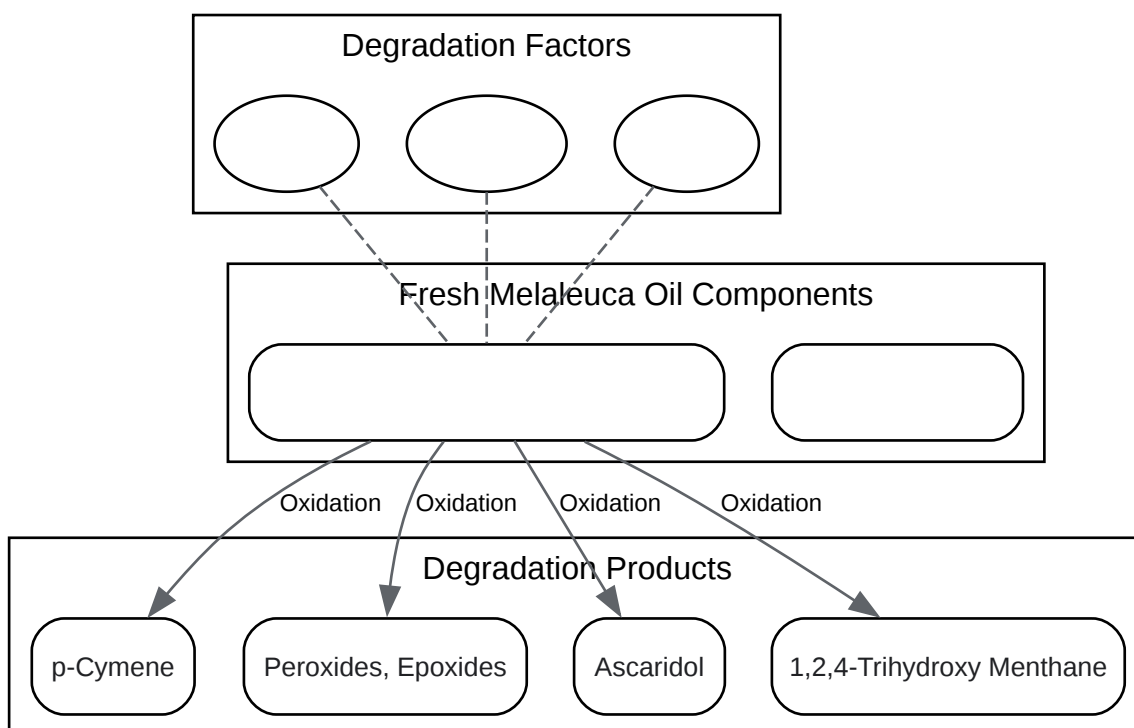 Degradation Factors
Fresh Melaleuca Oil Components
Oxidation
Oxidation
Oxidation
Oxidation
Degradation Products
p-Cymene
Peroxides, Epoxides
Ascaridol
1,2,4-Trihydroxy Menthane